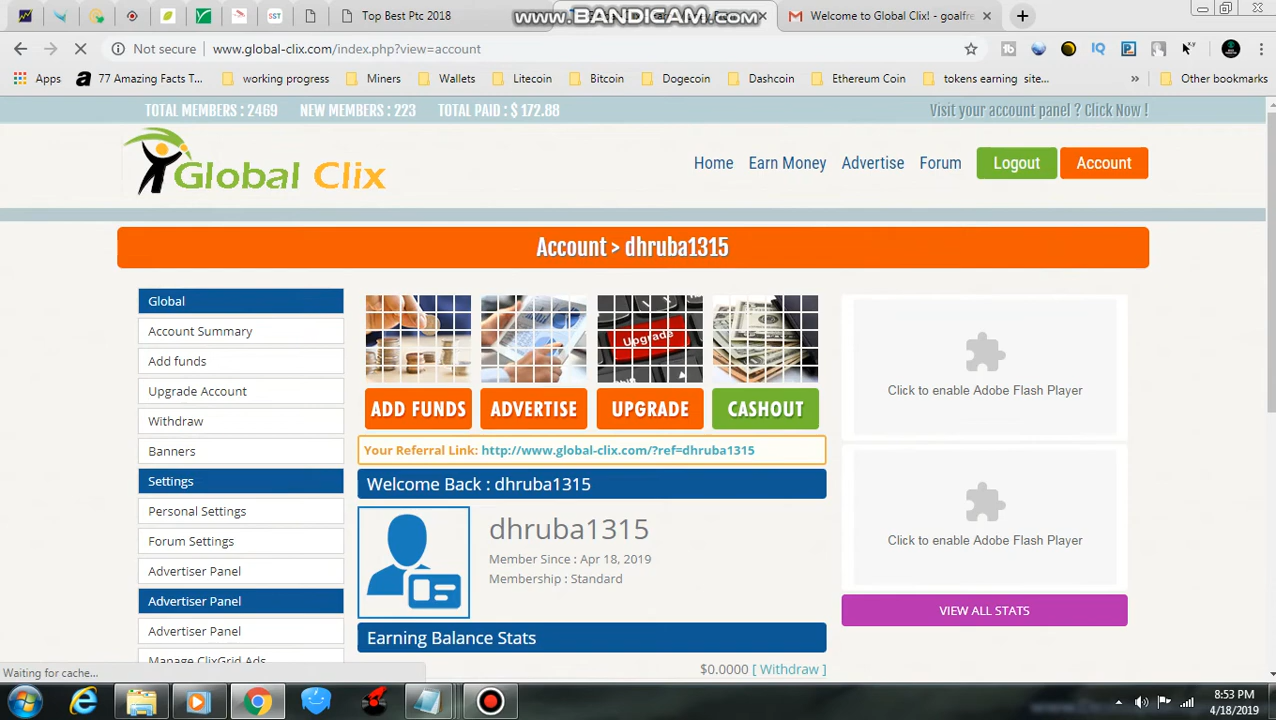 Top Best Ptc 2018
www.BANDICAM.com
Welcome to Global Clix! - goalfre
Not secure
www.global-clix.com/index.php?view=account
Apps
77 Amazing Facts T...
working progress
Miners
Wallets
Litecoin
Bitcoin
Dogecoin
Dashcoin
Ethereum Coin
tokens earning site...
»
Other bookmarks
TOTAL MEMBERS : 2469
NEW MEMBERS : 223
TOTAL PAID : $ 172.88
Visit your account panel ? Click Now !
Global Clix
Home
Earn Money
Advertise
Forum
Logout
Account
Account > dhruba1315
Global
Account Summary
Add funds
Upgrade Account
Withdraw
Banners
Settings
Personal Settings
Forum Settings
Advertiser Panel
Advertiser Panel
Advertiser Panel
Manage ClixGrid Ads
Upgrade
ADD FUNDS
ADVERTISE
UPGRADE
CASHOUT
Your Referral Link: http://www.global-clix.com/?ref=dhruba1315
Welcome Back : dhruba1315
dhruba1315
Member Since : Apr 18, 2019
Membership : Standard
Earning Balance Stats
$0.0000 [ Withdraw ]
Click to enable Adobe Flash Player
Click to enable Adobe Flash Player
VIEW ALL STATS
Waiting for cache...
8:53 PM
4/18/2019